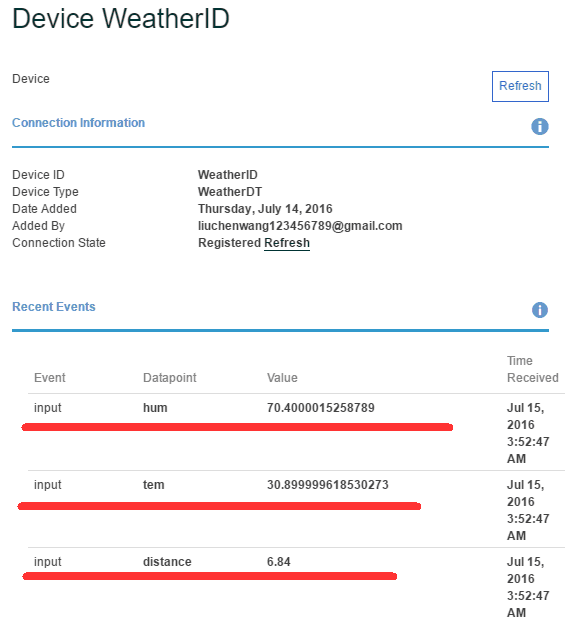 Device WeatherID
Device
Refresh
Connection Information
Device ID WeatherID
Device Type WeatherDT
Date Added Thursday, July 14, 2016
Added By liuchenwang123456789@gmail.com
Connection State Registered Refresh
Recent Events
Event Datapoint Value Time Received
input hum 70.4000015258789 Jul 15, 2016 3:52:47 AM
input tem 30.899999618530273 Jul 15, 2016 3:52:47 AM
input distance 6.84 Jul 15, 2016 3:52:47 AM